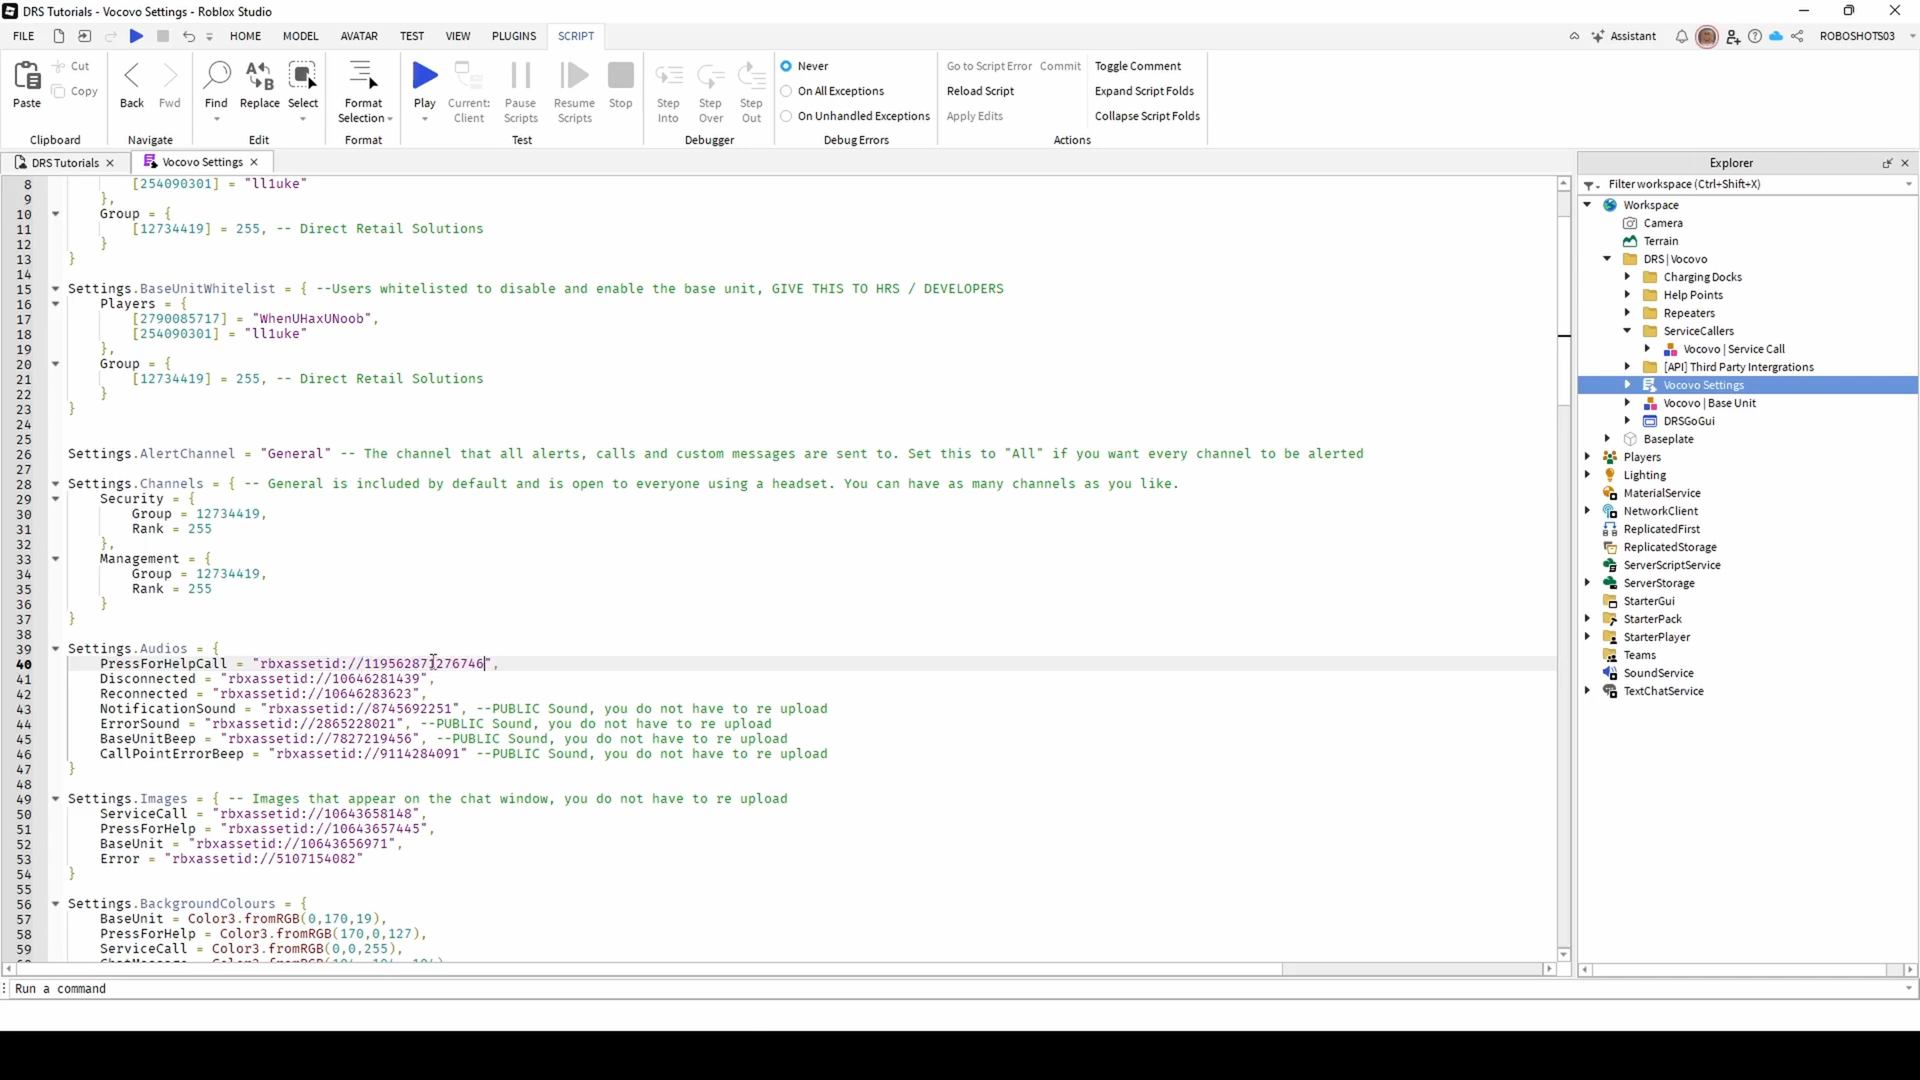 DRS Tutorials - Vocovo Settings - Roblox Studio
FILE HOME MODEL AVATAR TEST VIEW PLUGINS SCRIPT Assistant ROBOSHOTS03
Paste Cut Copy Back Fwd Find Replace Select Format Selection Play Current: Client Pause Scripts Resume Scripts Stop Step Into Step Over Step Out
Never
On All Exceptions
On Unhandled Exceptions
Go to Script Error Commit
Reload Script
Apply Edits
Toggle Comment
Expand Script Folds
Collapse Script Folds
Clipboard Navigate Edit Format Test Debugger Debug Errors Actions
DRS Tutorials Vocovo Settings
8 [254090301] = "ll1uke"
9 },
10 Group = {
11 [12734419] = 255, -- Direct Retail Solutions
12 }
13 }
14
15 Settings.BaseUnitWhitelist = { --Users whitelisted to disable and enable the base unit, GIVE THIS TO HRS / DEVELOPERS
16 Players = {
17 [2790085717] = "WhenUHaxUNoob",
18 [254090301] = "ll1uke"
19 },
20 Group = {
21 [12734419] = 255, -- Direct Retail Solutions
22 }
23 }
24
25
26 Settings.AlertChannel = "General" -- The channel that all alerts, calls and custom messages are sent to. Set this to "All" if you want every channel to be alerted
27
28 Settings.Channels = { -- General is included by default and is open to everyone using a headset. You can have as many channels as you like.
29 Security = {
30 Group = 12734419,
31 Rank = 255
32 },
33 Management = {
34 Group = 12734419,
35 Rank = 255
36 }
37 }
38
39 Settings.Audios = {
40 PressForHelpCall = "rbxassetid://119562871276746",
41 Disconnected = "rbxassetid://10646281439",
42 Reconnected = "rbxassetid://10646283623",
43 NotificationSound = "rbxassetid://8745692251", --PUBLIC Sound, you do not have to re upload
44 ErrorSound = "rbxassetid://2865228021", --PUBLIC Sound, you do not have to re upload
45 BaseUnitBeep = "rbxassetid://7827219456", --PUBLIC Sound, you do not have to re upload
46 CallPointErrorBeep = "rbxassetid://9114284091" --PUBLIC Sound, you do not have to re upload
47 }
48
49 Settings.Images = { -- Images that appear on the chat window, you do not have to re upload
50 ServiceCall = "rbxassetid://10643658148",
51 PressForHelp = "rbxassetid://10643657445",
52 BaseUnit = "rbxassetid://10643656971",
53 Error = "rbxassetid://5107154082"
54 }
55
56 Settings.BackgroundColours = {
57 BaseUnit = Color3.fromRGB(0,170,19),
58 PressForHelp = Color3.fromRGB(170,0,127),
59 ServiceCall = Color3.fromRGB(0,0,255),
Explorer
Filter workspace (Ctrl+Shift+X)
Workspace
Camera
Terrain
DRS | Vocovo
Charging Docks
Help Points
Repeaters
ServiceCallers
Vocovo | Service Call
[API] Third Party Intergrations
Vocovo Settings
Vocovo | Base Unit
DRSGoGui
Baseplate
Players
Lighting
MaterialService
NetworkClient
ReplicatedFirst
ReplicatedStorage
ServerScriptService
ServerStorage
StarterGui
StarterPack
StarterPlayer
Teams
SoundService
TextChatService
Run a command